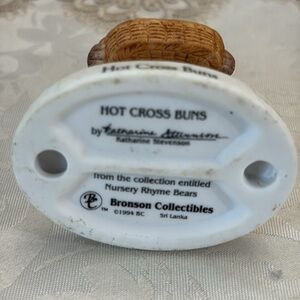 Hot Cross Buns
HOT CROSS BUNS
by Katharine Stevenson
Katharine Stevenson
from the collection entitled
Nursery Rhyme Bears
BC Bronson Collectibles
©1994 BC Sri Lanka